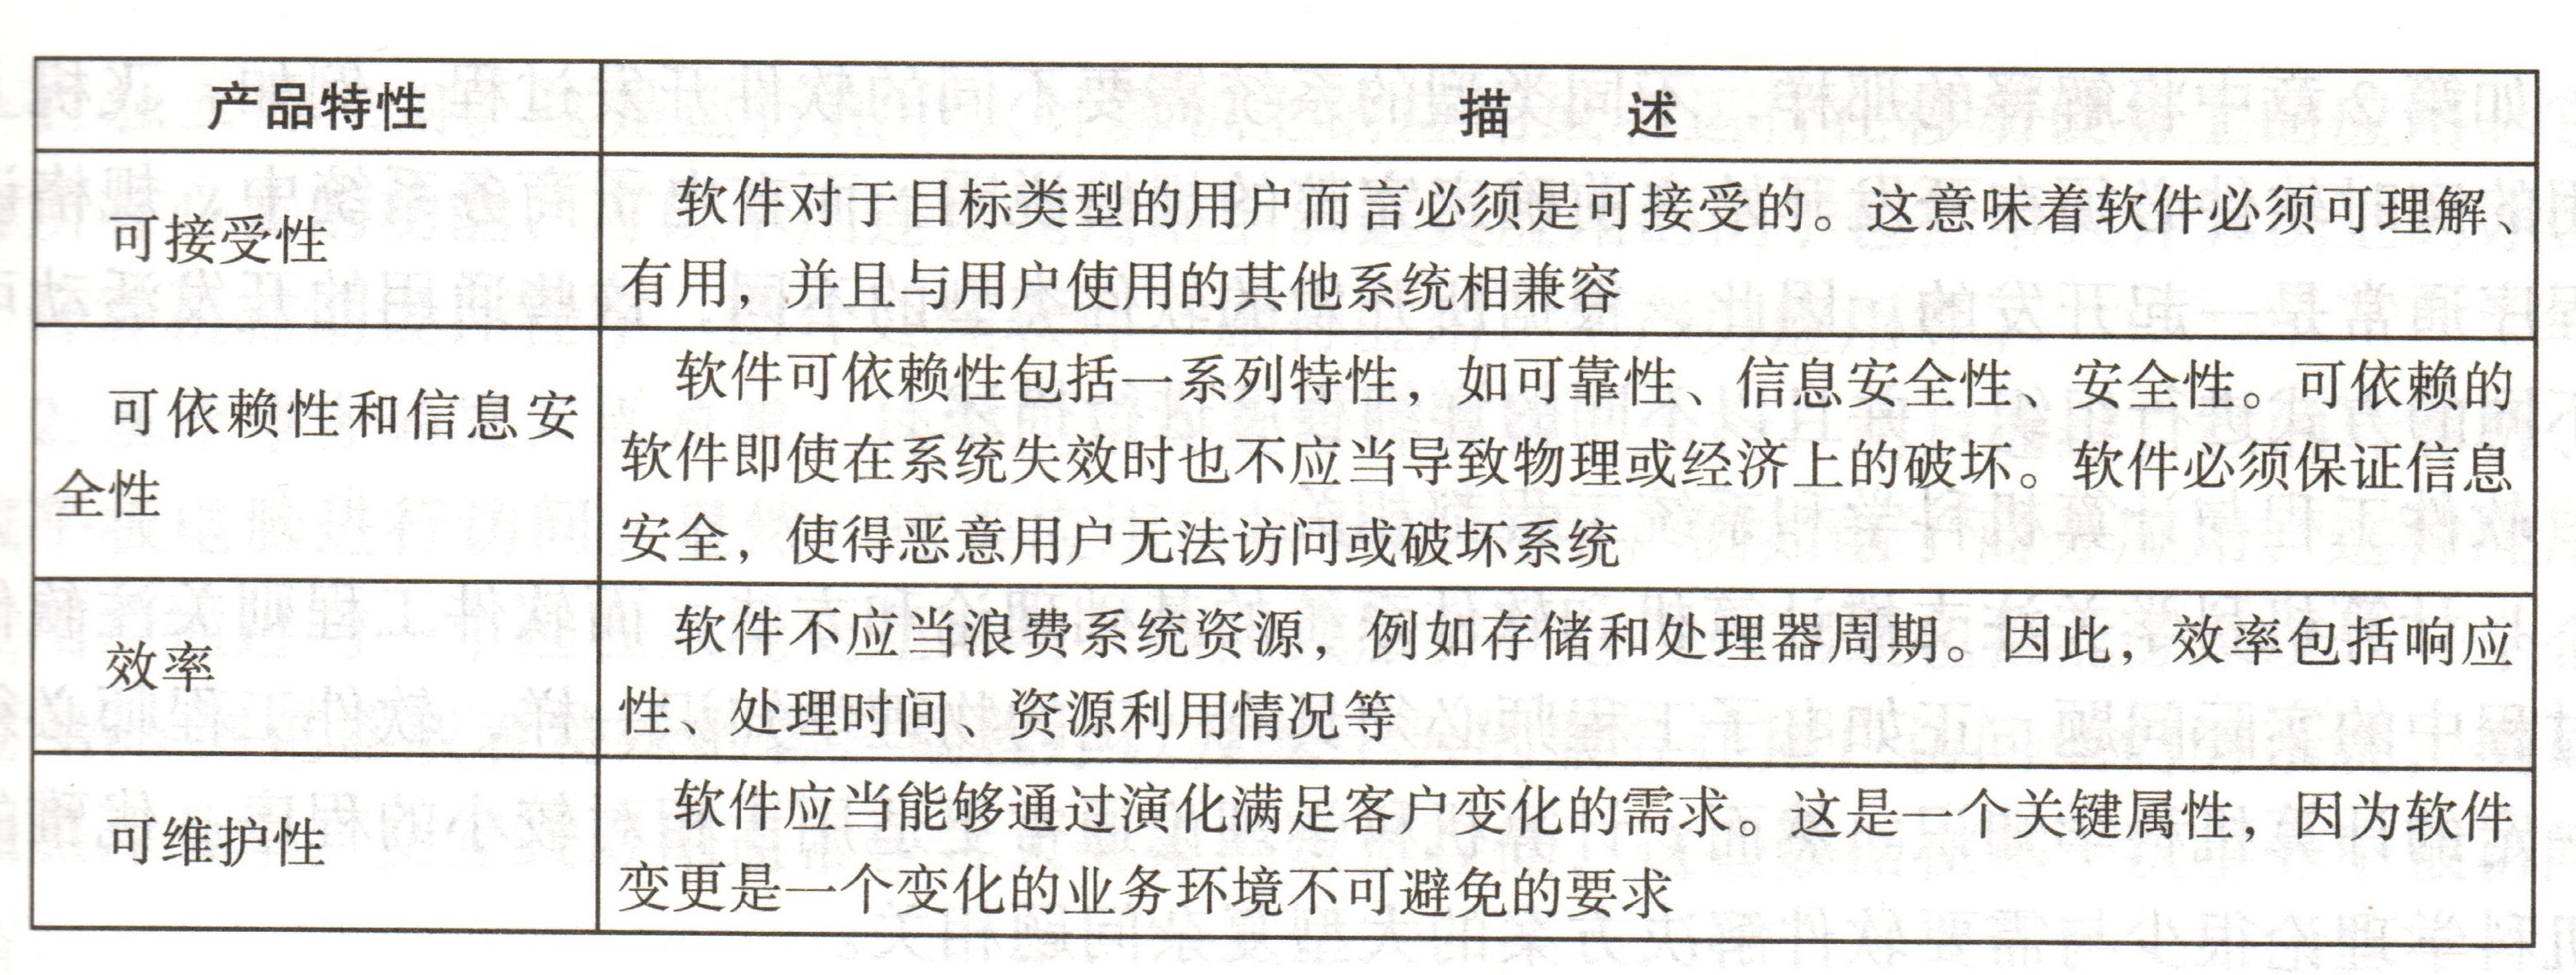 产品特性
描 述
可接受性
软件对于目标类型的用户而言必须是可接受的。这意味着软件必须可理解、
有用，并且与用户使用的其他系统相兼容
可依赖性和信息安
全性
软件可依赖性包括一系列特性，如可靠性、信息安全性、安全性。可依赖的
软件即使在系统失效时也不应当导致物理或经济上的破坏。软件必须保证信息
安全，使得恶意用户无法访问或破坏系统
效率
软件不应当浪费系统资源，例如存储和处理器周期。因此，效率包括响应
性、处理时间、资源利用情况等
可维护性
软件应当能够通过演化满足客户变化的需求。这是一个关键属性，因为软件
变更是一个变化的业务环境不可避免的要求